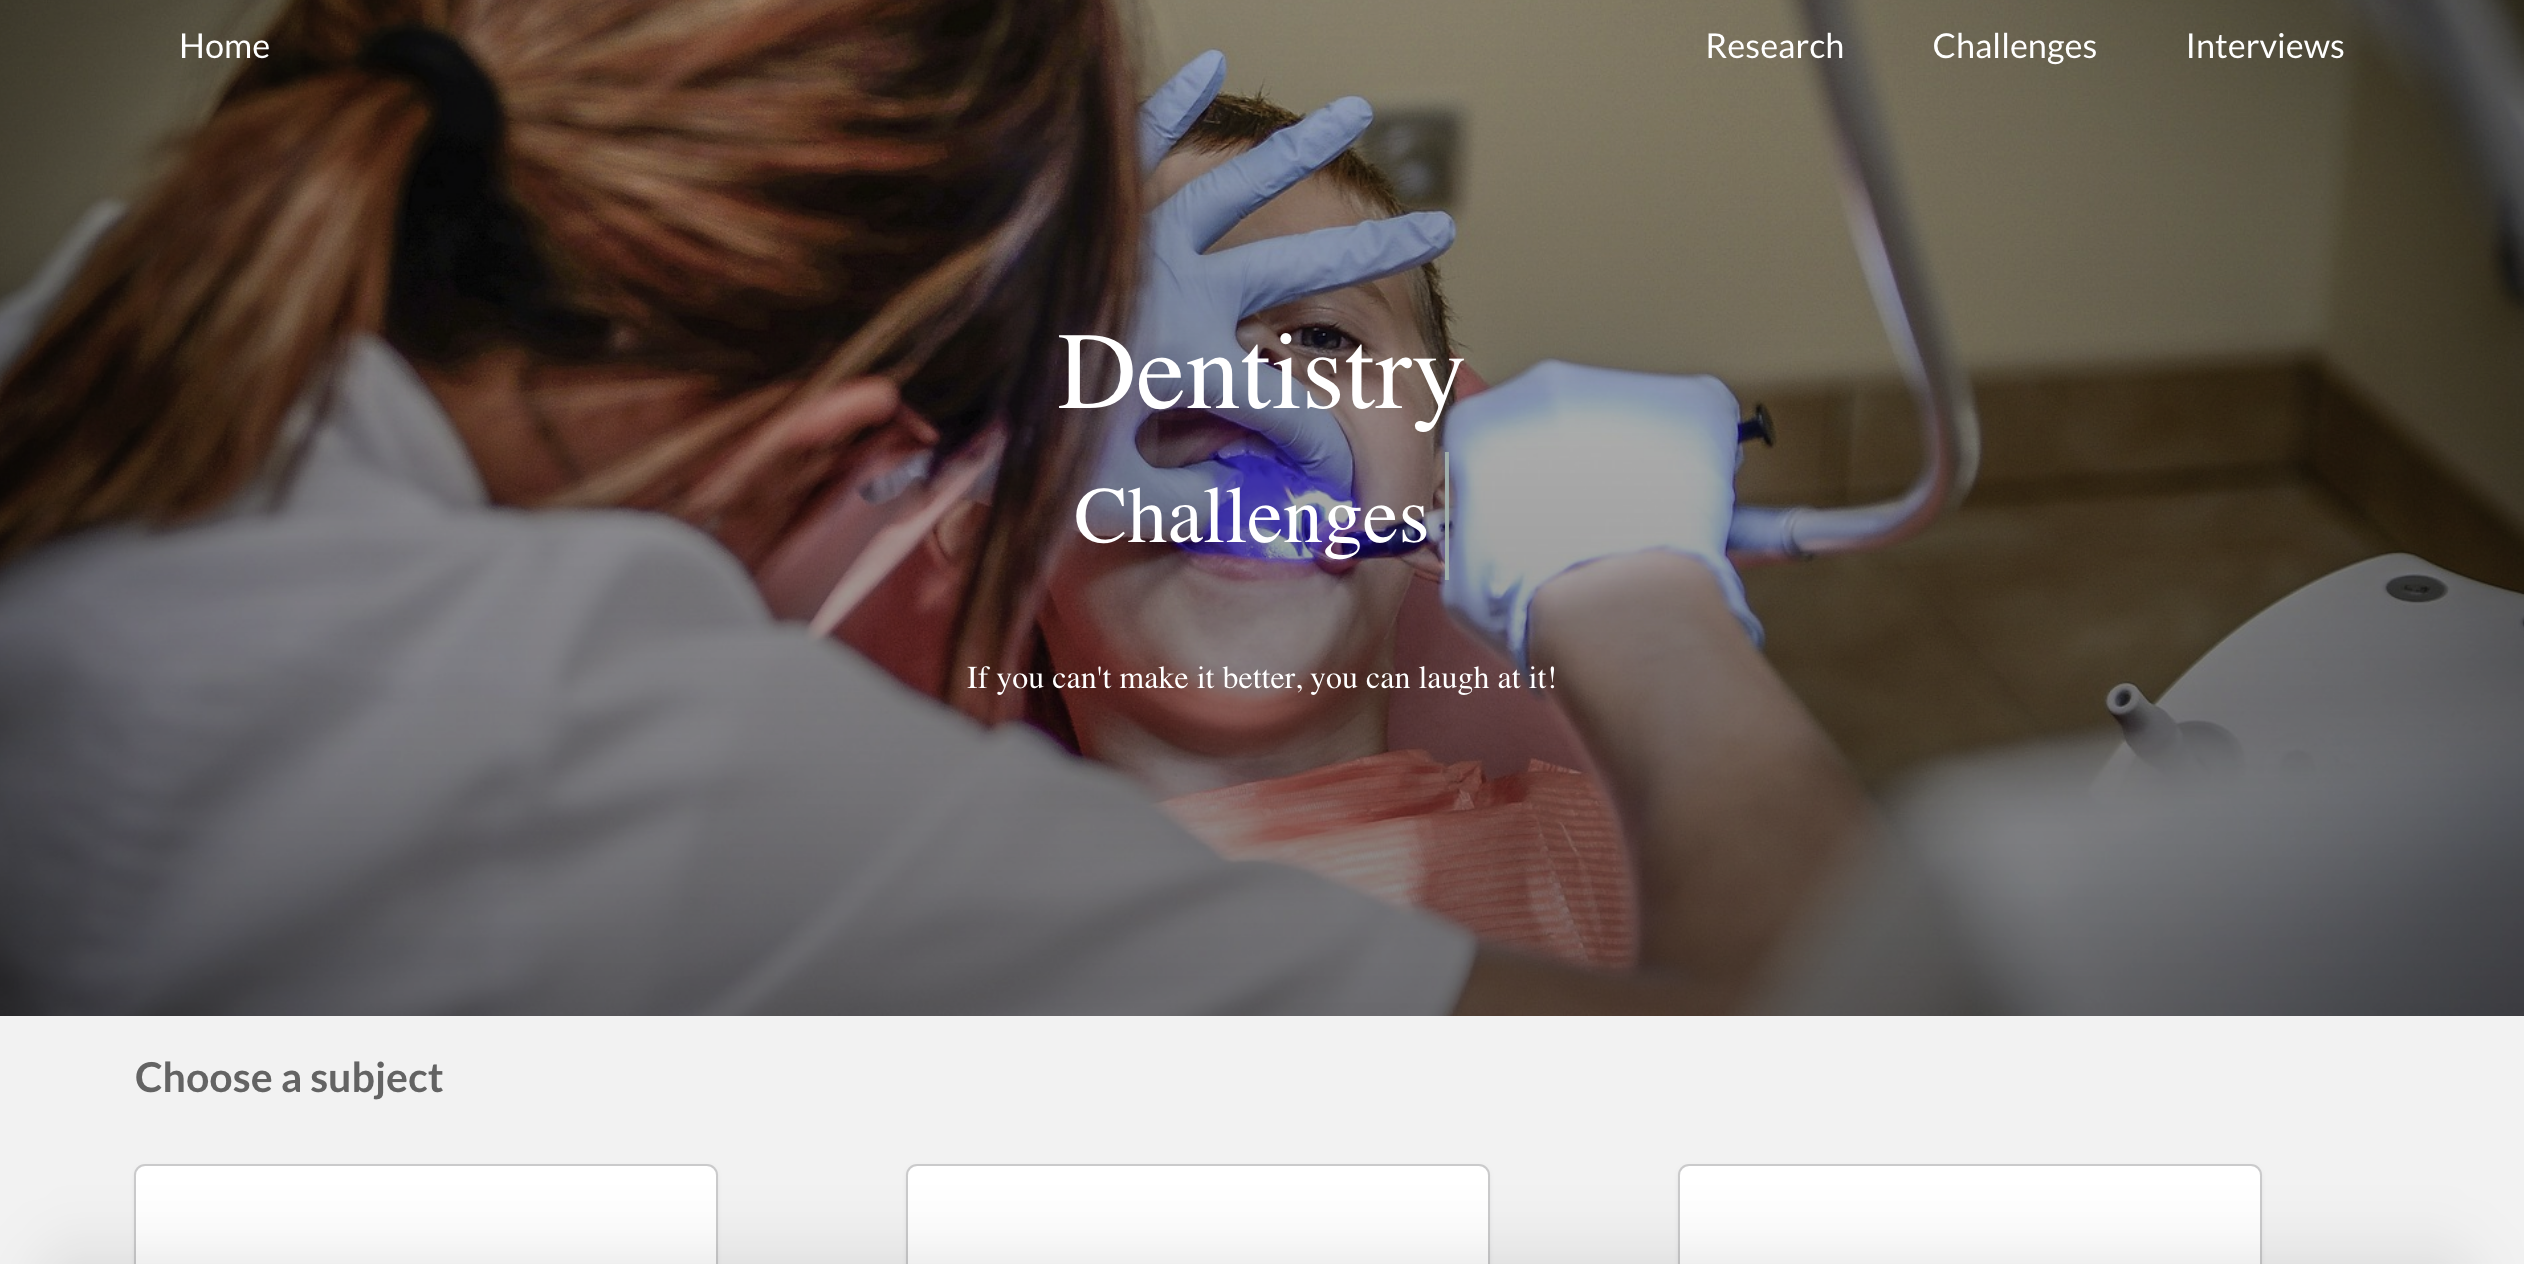 Home Research Challenges Interviews
Dentistry
Challenges
If you can't make it better, you can laugh at it!
Choose a subject